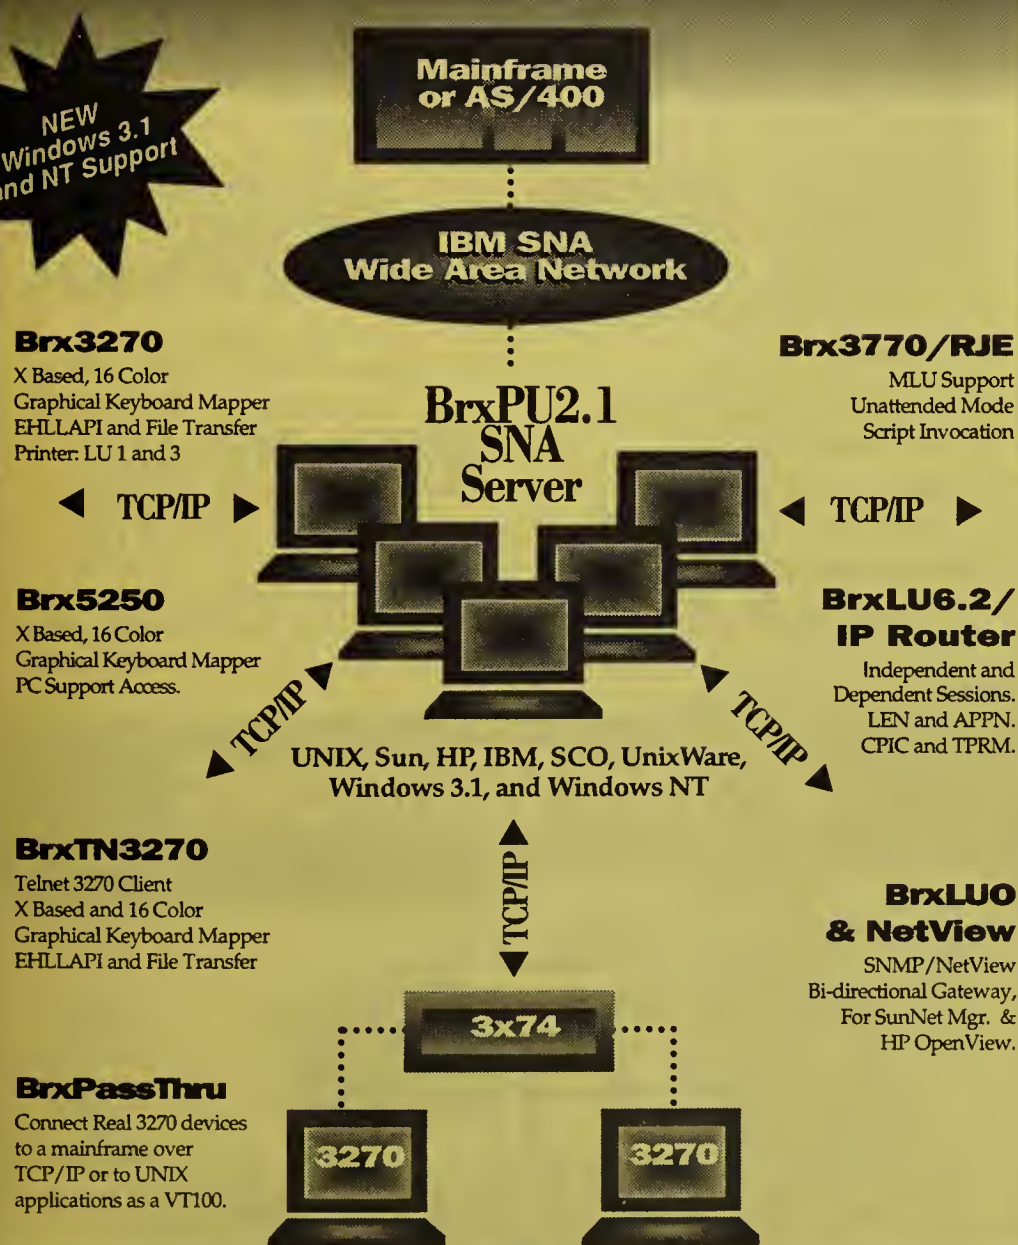 NEW
Windows 3.1
and NT Support
Mainframe
or AS/400
IBM SNA
Wide Area Network
Brx3270
X Based, 16 Color
Graphical Keyboard Mapper
EHLLAPI and File Transfer
Printer: LU 1 and 3
BrxPU2.1
SNA
Server
Brx3770/RJE
MLU Support
Unattended Mode
Script Invocation
TCP/IP
TCP/IP
Brx5250
X Based, 16 Color
Graphical Keyboard Mapper
PC Support Access.
BrxLU6.2/
IP Router
Independent and
Dependent Sessions.
LEN and APPN.
CPIC and TPRM.
TCP/IP
TCP/IP
UNIX, Sun, HP, IBM, SCO, UnixWare,
Windows 3.1, and Windows NT
BrxTN3270
Telnet 3270 Client
X Based and 16 Color
Graphical Keyboard Mapper
EHLLAPI and File Transfer
TCP/IP
BrxLUO
& NetView
SNMP/NetView
Bi-directional Gateway,
For SunNet Mgr. &
HP OpenView.
3x74
BrxPassThru
Connect Real 3270 devices
to a mainframe over
TCP/IP or to UNIX
applications as a VT100.
3270
3270